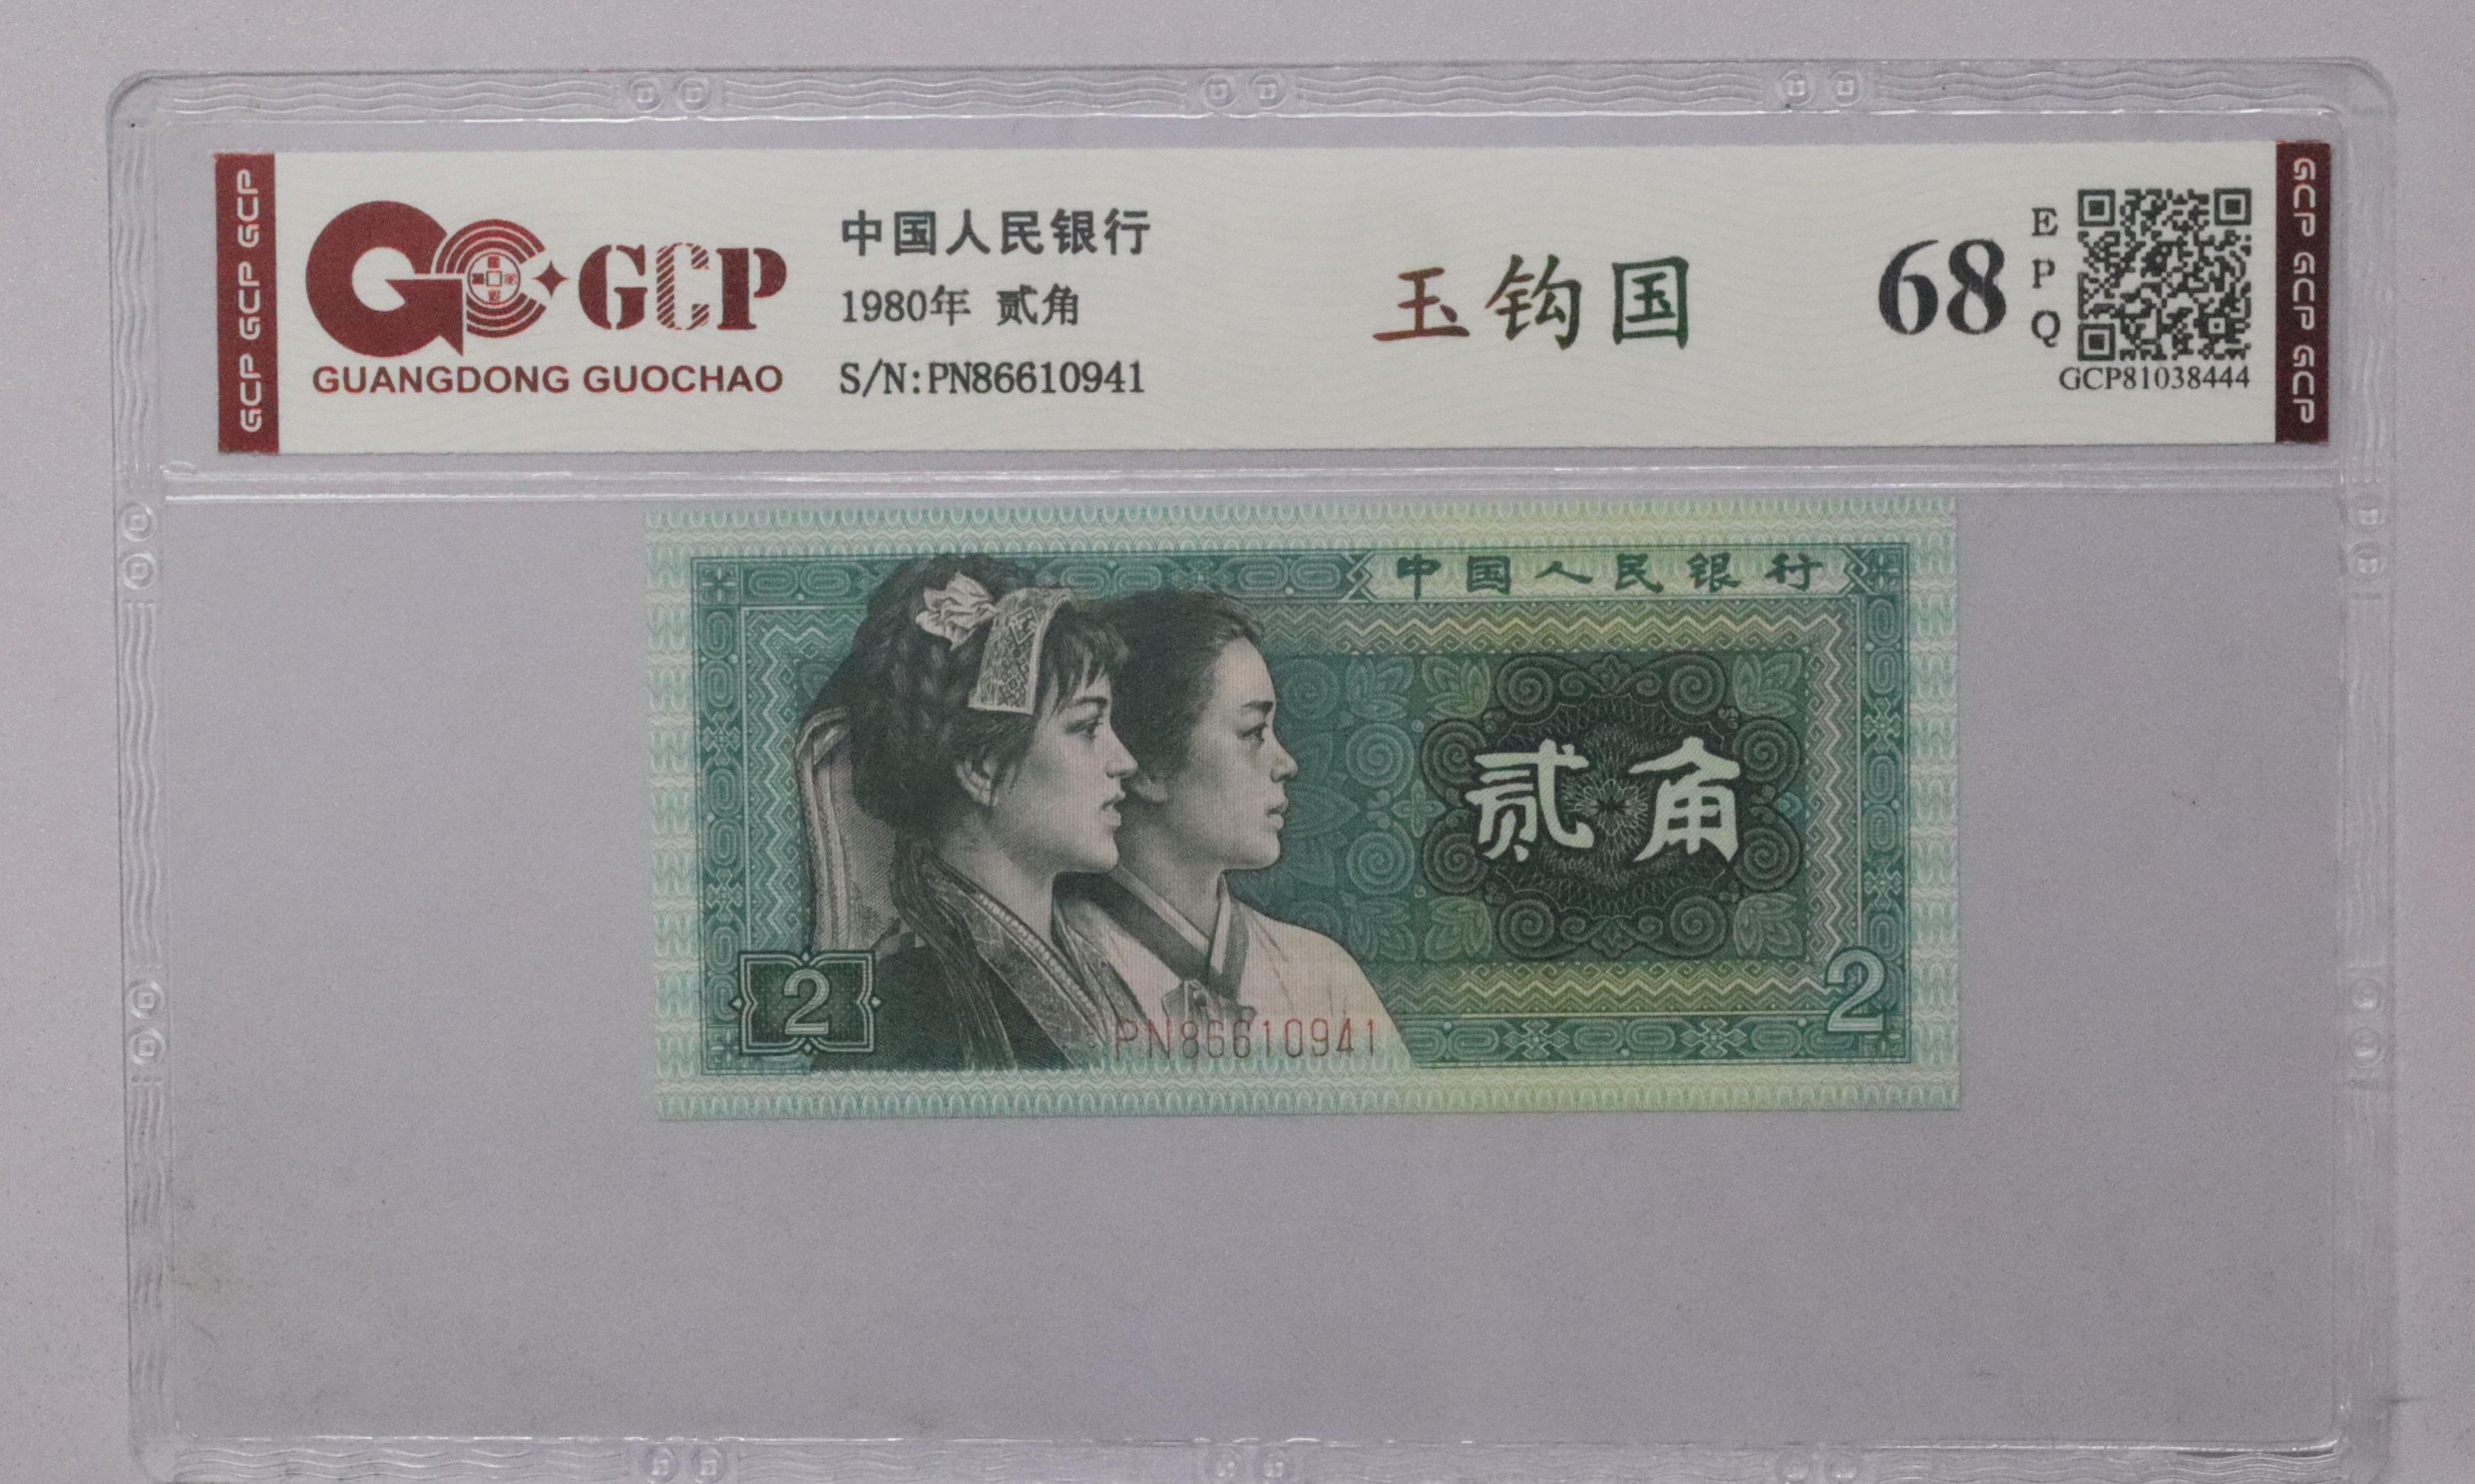 GCP GCP GCP
GCP
GUANGDONG GUOCHAO
中国人民银行
1980年 贰角
S/N:PN86610941
玉钩国
68
EPQ
GCP81038444
GCP GCP GCP
中国人民银行
贰角
2
2
PN86610941